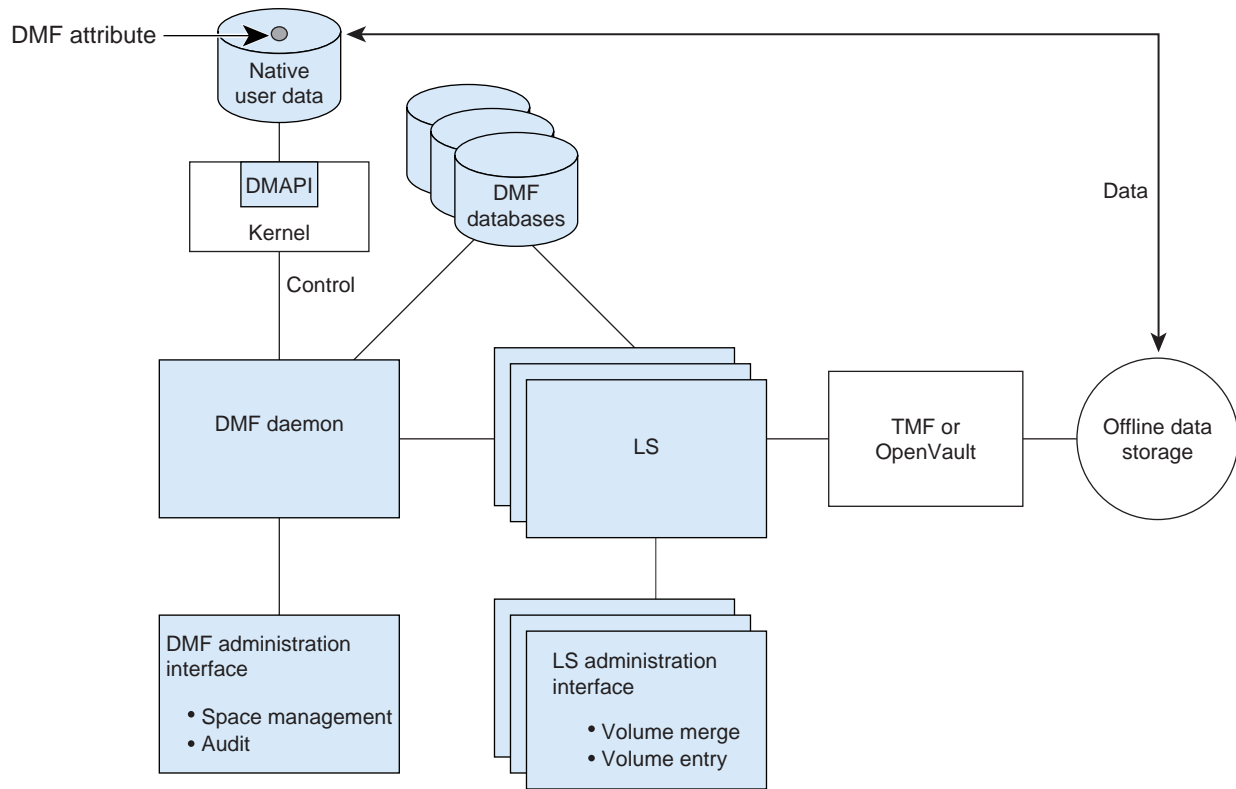 DMF attribute
Native
user data
DMAPI
Kernel
Control
DMF
databases
Data
DMF daemon
LS
TMF or
OpenVault
Offline data
storage
DMF administration
interface
• Space management
• Audit
LS administration
interface
• Volume merge
• Volume entry